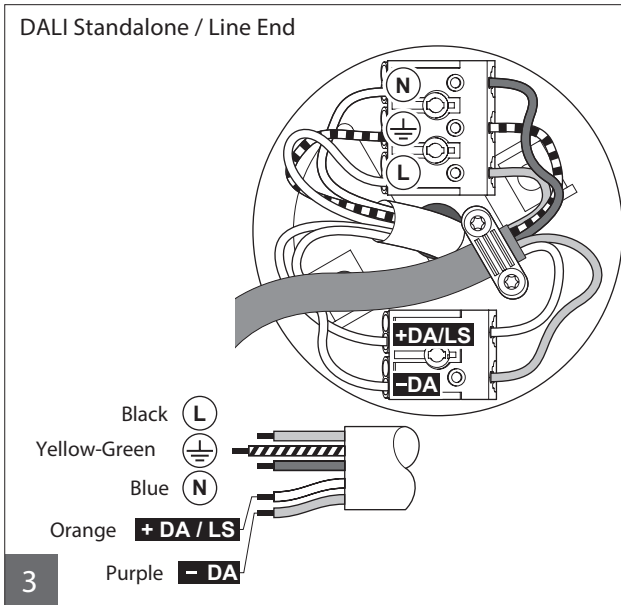 DALI Standalone / Line End
N
L
+DA/LS
−DA
Black L
Yellow-Green
Blue N
Orange + DA / LS
Purple − DA
3